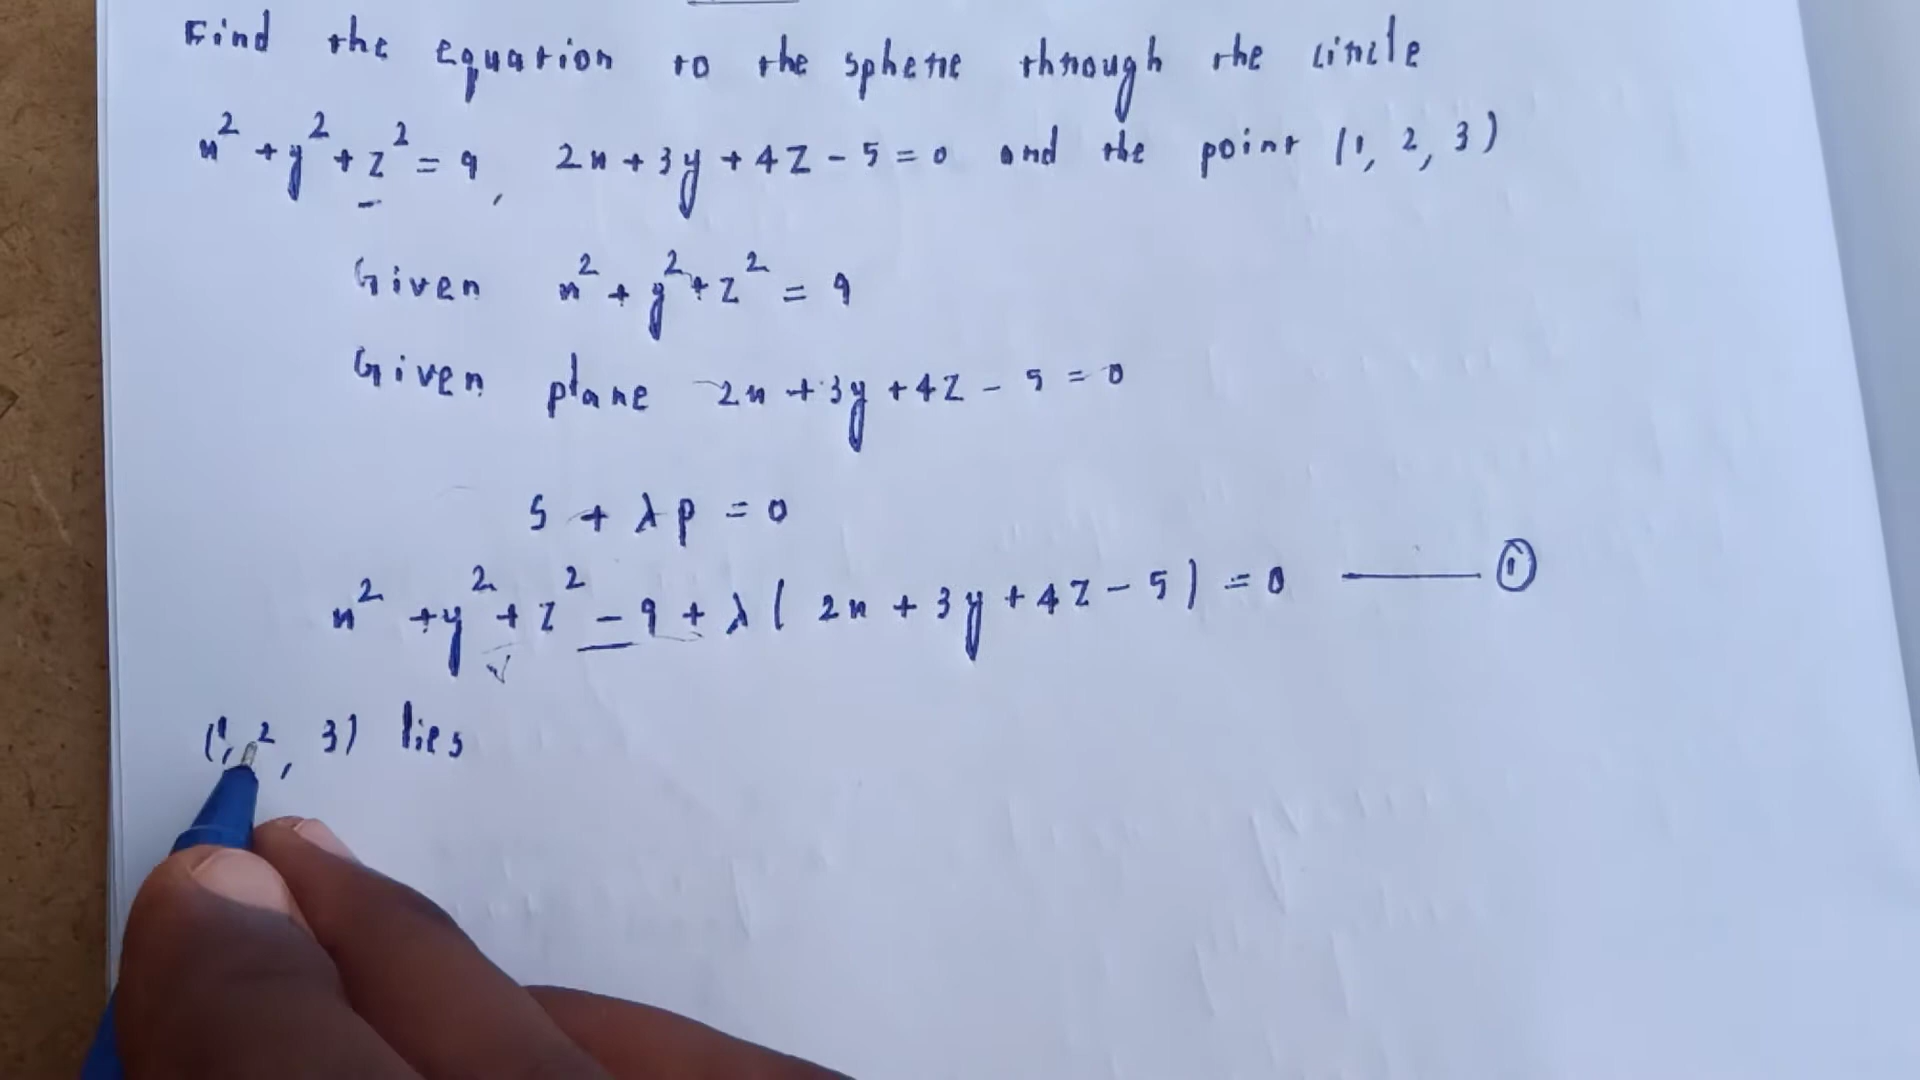 Find the equation to the sphere through the circle
x² + y² + z² = 9, 2x + 3y + 4z - 5 = 0 and the point (1, 2, 3)
Given x² + y² + z² = 9
Given plane 2x + 3y + 4z - 5 = 0
S + λp = 0
x² + y² + z² - 9 + λ(2x + 3y + 4z - 5) = 0 —— ①
(1, 2, 3) lies